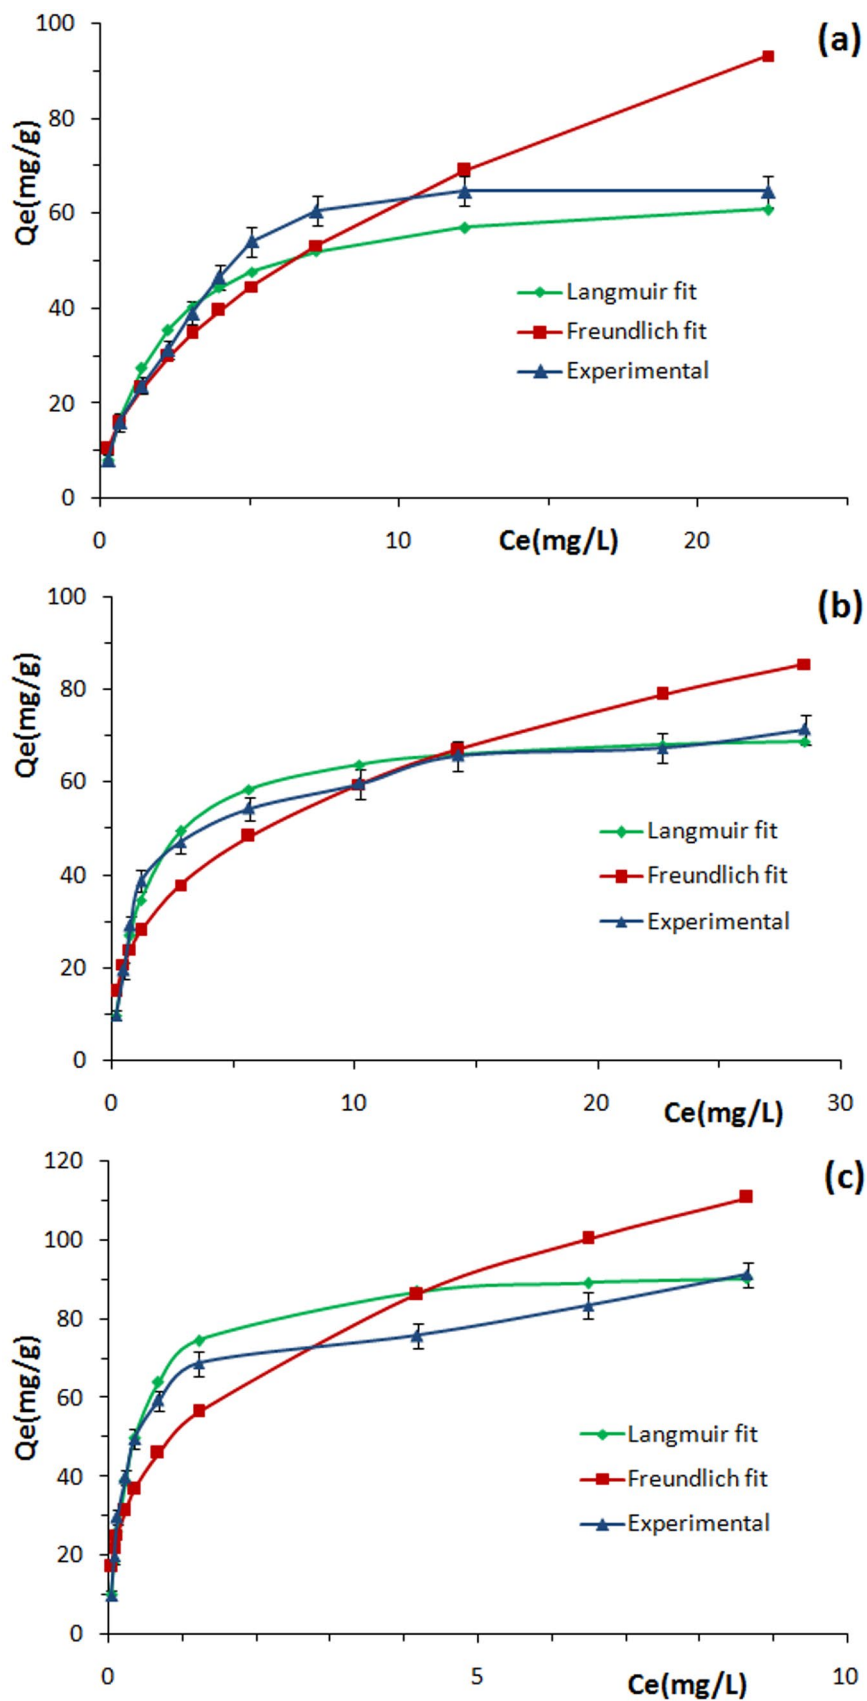 (a)
Qe(mg/g)
100
80
60
40
20
0
Langmuir fit
Freundlich fit
Experimental
0 10 20
Ce(mg/L)
(b)
Qe(mg/g)
100
80
60
40
20
0
Langmuir fit
Freundlich fit
Experimental
0 10 20 30
Ce(mg/L)
(c)
Qe(mg/g)
120
100
80
60
40
20
0
Langmuir fit
Freundlich fit
Experimental
0 5 10
Ce(mg/L)